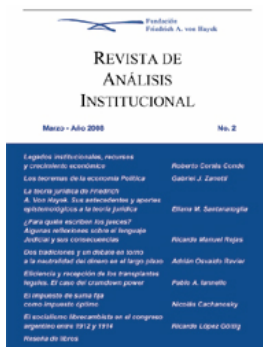 Fundación
Friedrich A. von Hayek
REVISTA DE
ANÁLISIS
INSTITUCIONAL
Marzo - Año 2008 No. 2
Legados institucionales, recursos
y crecimiento económico Roberto Cortés Conde
Los teoremas de la economía Política Gabriel J. Zanotti
La teoría jurídica de Friedrich
A. Von Hayek. Sus antecedentes y aportes
epistemológicos a la teoría jurídica Eliana M. Santanatoglia
¿Para quién escriben los jueces?
Algunas reflexiones sobre el lenguaje
Judicial y sus consecuencias Ricardo Manuel Rojas
Dos tradiciones y un debate en torno
a la neutralidad del dinero en el largo plazo Adrián Osvaldo Ravier
Eficiencia y recepción de los transplantes
legales. El caso del cramdown power Pablo A. Iannello
El impuesto de suma fija
como impuesto óptimo Nicolás Cachanosky
El socialismo librecambista en el congreso
argentino entre 1912 y 1914 Ricardo López Göttig
Reseña de libros